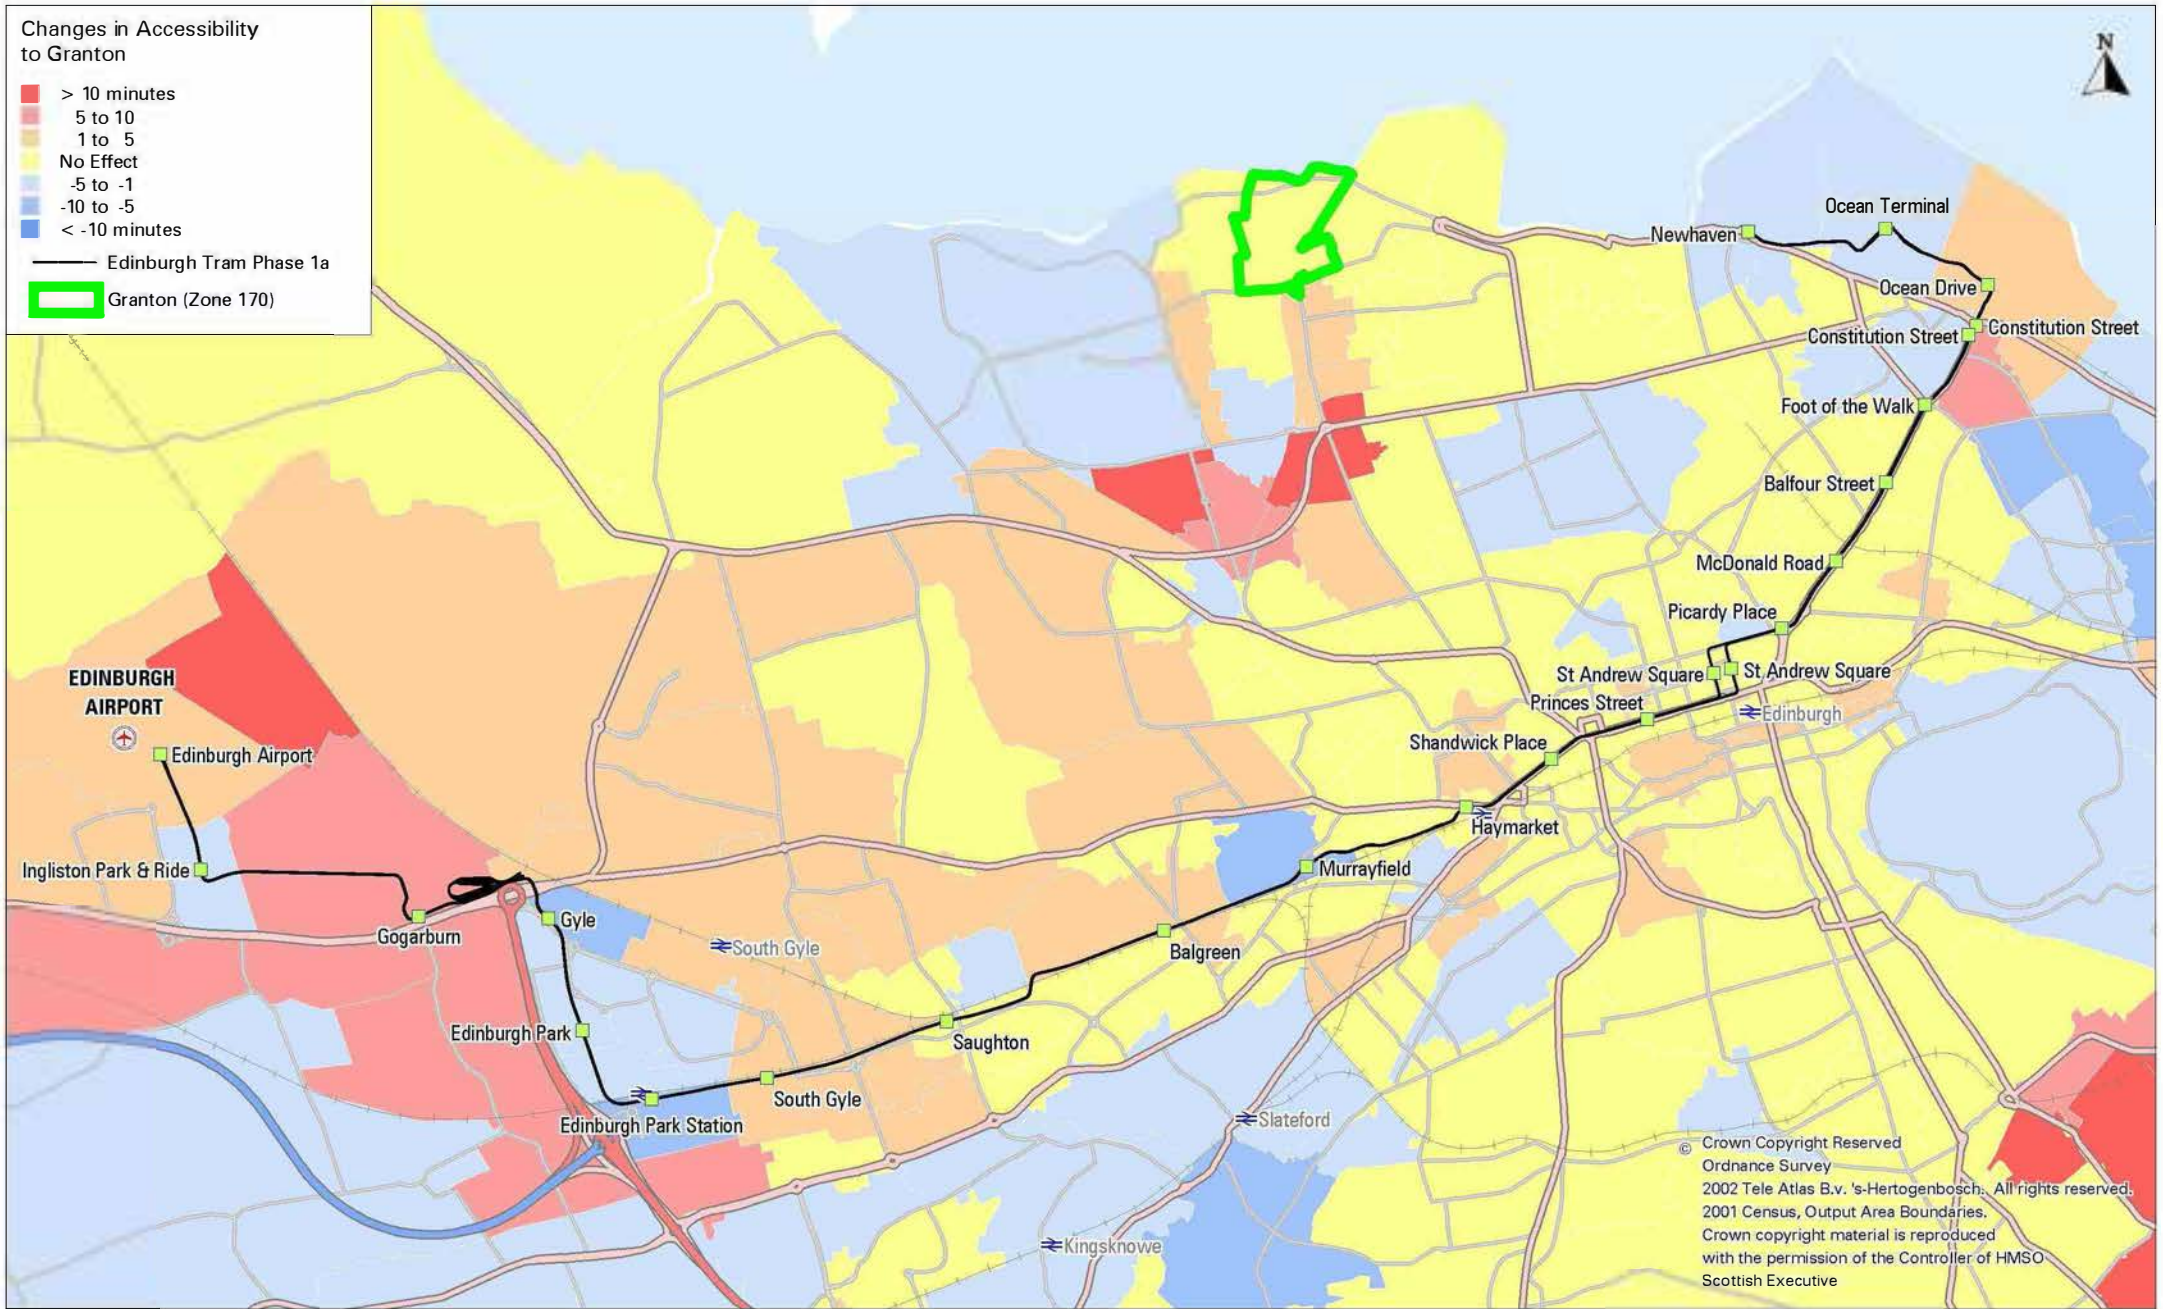 Changes in Accessibility
to Granton
> 10 minutes
5 to 10
1 to 5
No Effect
-5 to -1
-10 to -5
< -10 minutes
Edinburgh Tram Phase 1a
Granton (Zone 170)
N
Ocean Terminal
Newhaven
Ocean Drive
Constitution Street
Constitution Street
Foot of the Walk
Balfour Street
McDonald Road
Picardy Place
St Andrew Square
St Andrew Square
Princes Street
Edinburgh
Shandwick Place
Haymarket
Murrayfield
Balgreen
Saughton
South Gyle
South Gyle
EDINBURGH
AIRPORT
Edinburgh Airport
Ingliston Park & Ride
Gogarburn
Gyle
Edinburgh Park
Edinburgh Park Station
Slateford
Kingsknowe
© Crown Copyright Reserved
Ordnance Survey
2002 Tele Atlas B.v. 's-Hertogenbosch. All rights reserved.
2001 Census, Output Area Boundaries.
Crown copyright material is reproduced
with the permission of the Controller of HMSO
Scottish Executive